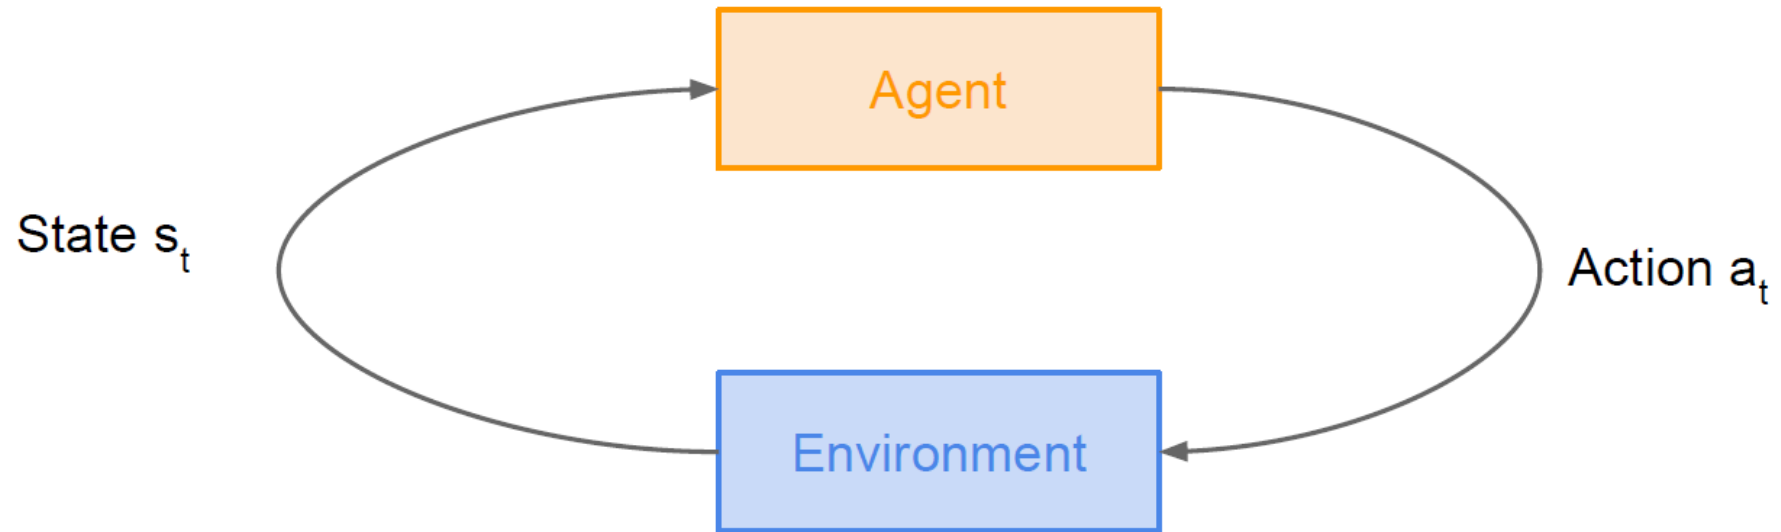 Agent
State sₜ
Action aₜ
Environment